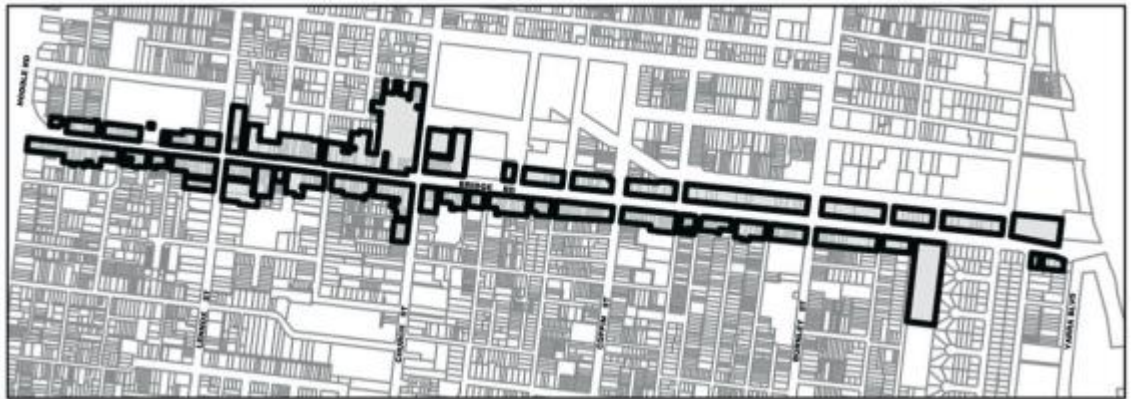 HODDLE RD
BRIDGE RD
LENNOX ST
CHURCH ST
COPPIN ST
BURNLEY ST
YARRA BLVD